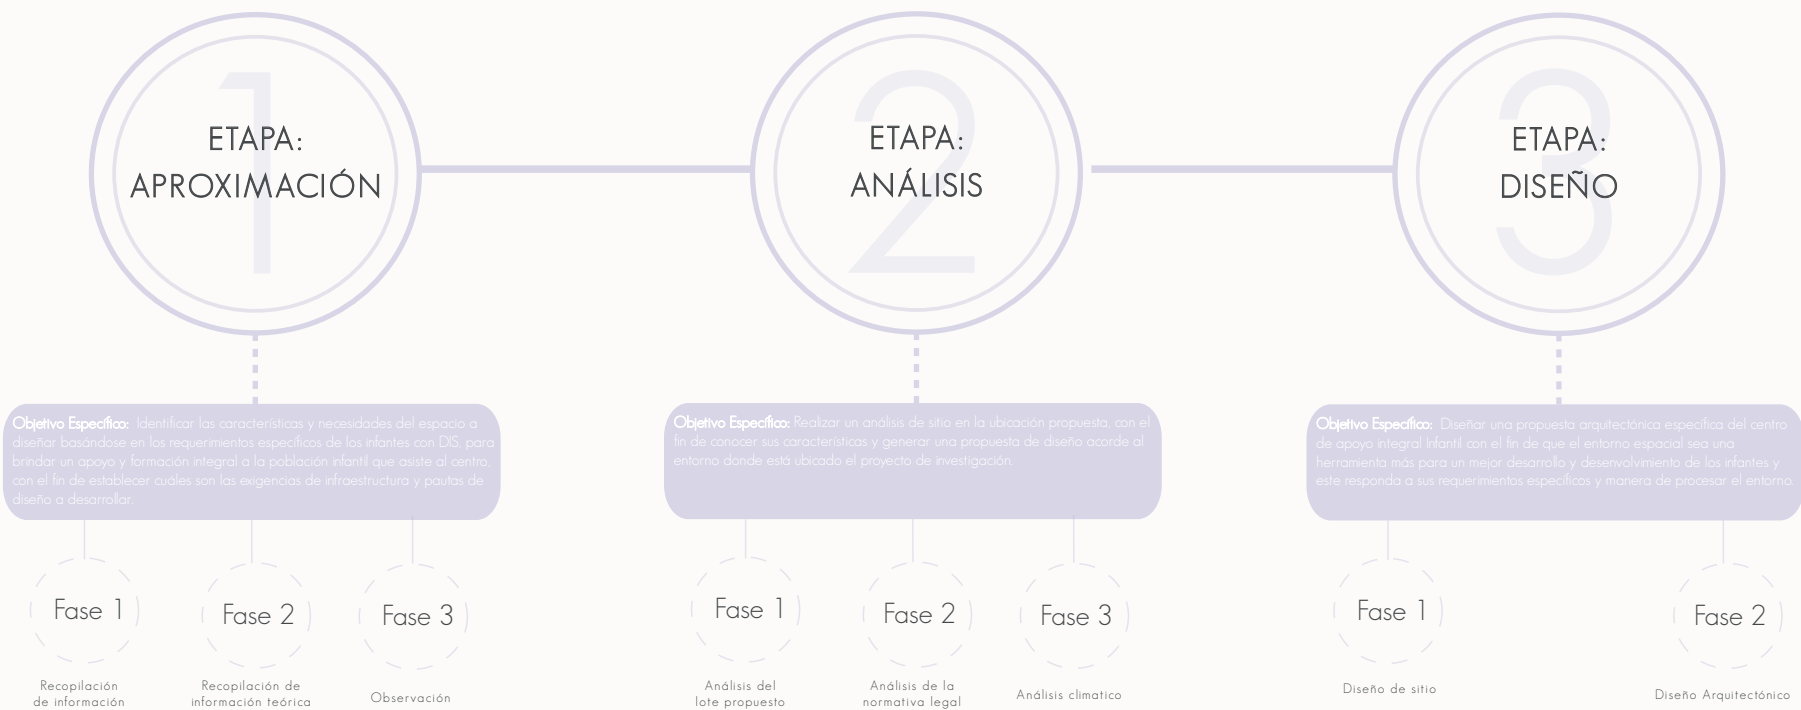 1
ETAPA:
APROXIMACIÓN
2
ETAPA:
ANÁLISIS
3
ETAPA:
DISEÑO
Objetivo Específico: Identificar las características y necesidades del espacio a
diseñar basándose en los requerimientos específicos de los infantes con DIS, para
brindar un apoyo y formación integral a la población infantil que asiste al centro,
con el fin de establecer cuáles son las exigencias de infraestructura y pautas de
diseño a desarrollar.
Objetivo Específico: Realizar un análisis de sitio en la ubicación propuesta, con el
fin de conocer sus características y generar una propuesta de diseño acorde al
entorno donde está ubicado el proyecto de investigación.
Objetivo Específico: Diseñar una propuesta arquitectónica específica del centro
de apoyo integral Infantil con el fin de que el entorno espacial sea una
herramienta más para un mejor desarrollo y desenvolvimiento de los infantes y
este responda a sus requerimientos específicos y manera de procesar el entorno.
Fase 1
Recopilación
de información
Fase 2
Recopilación de
información teórica
Fase 3
Observación
Fase 1
Análisis del
lote propuesto
Fase 2
Análisis de la
normativa legal
Fase 3
Análisis climatico
Fase 1
Diseño de sitio
Fase 2
Diseño Arquitectónico